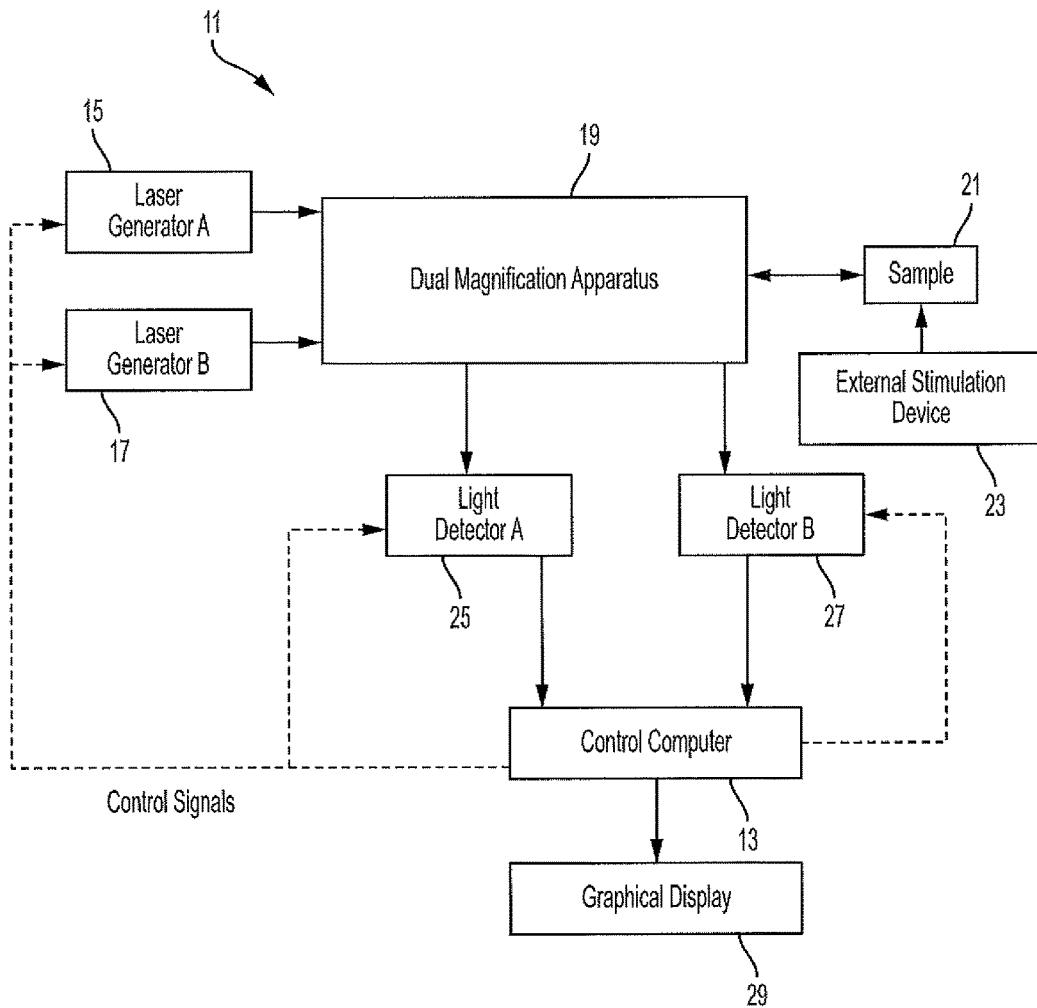 11
15
Laser
Generator A
19
Dual Magnification Apparatus
21
Sample
Laser
Generator B
17
External Stimulation
Device
23
Light
Detector A
25
Light
Detector B
27
Control Computer
13
Control Signals
Graphical Display
29